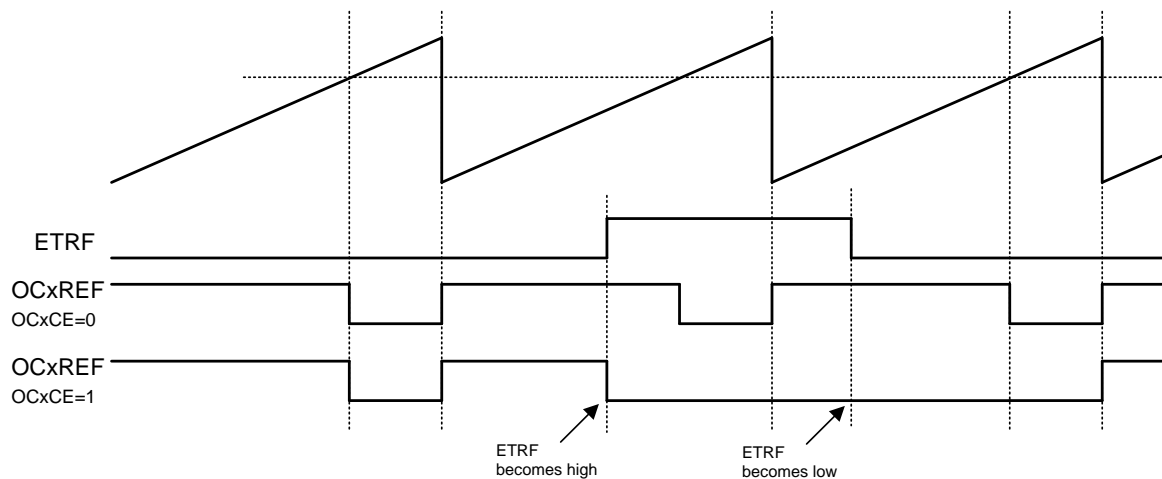 ETRF
OCxREF
OCxCE=0
OCxREF
OCxCE=1
ETRF
becomes high
ETRF
becomes low